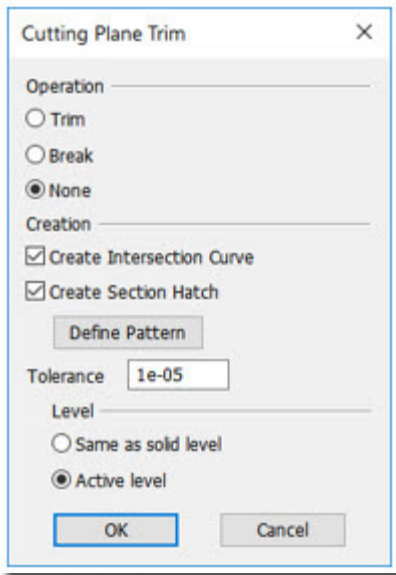 Cutting Plane Trim
Operation
Trim
Break
None
Creation
Create Intersection Curve
Create Section Hatch
Define Pattern
Tolerance 1e-05
Level
Same as solid level
Active level
OK Cancel